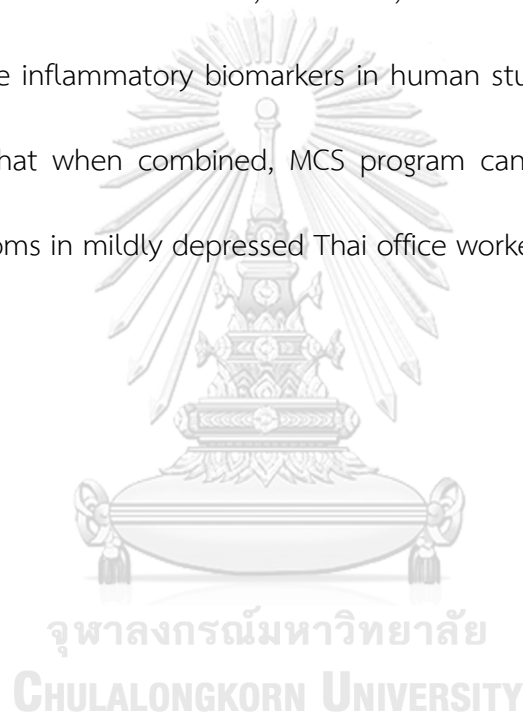 e inflammatory biomarkers in human stu
hat when combined, MCS program can
oms in mildly depressed Thai office worke
จุฬาลงกรณ์มหาวิทยาลัย
CHULALONGKORN UNIVERSITY